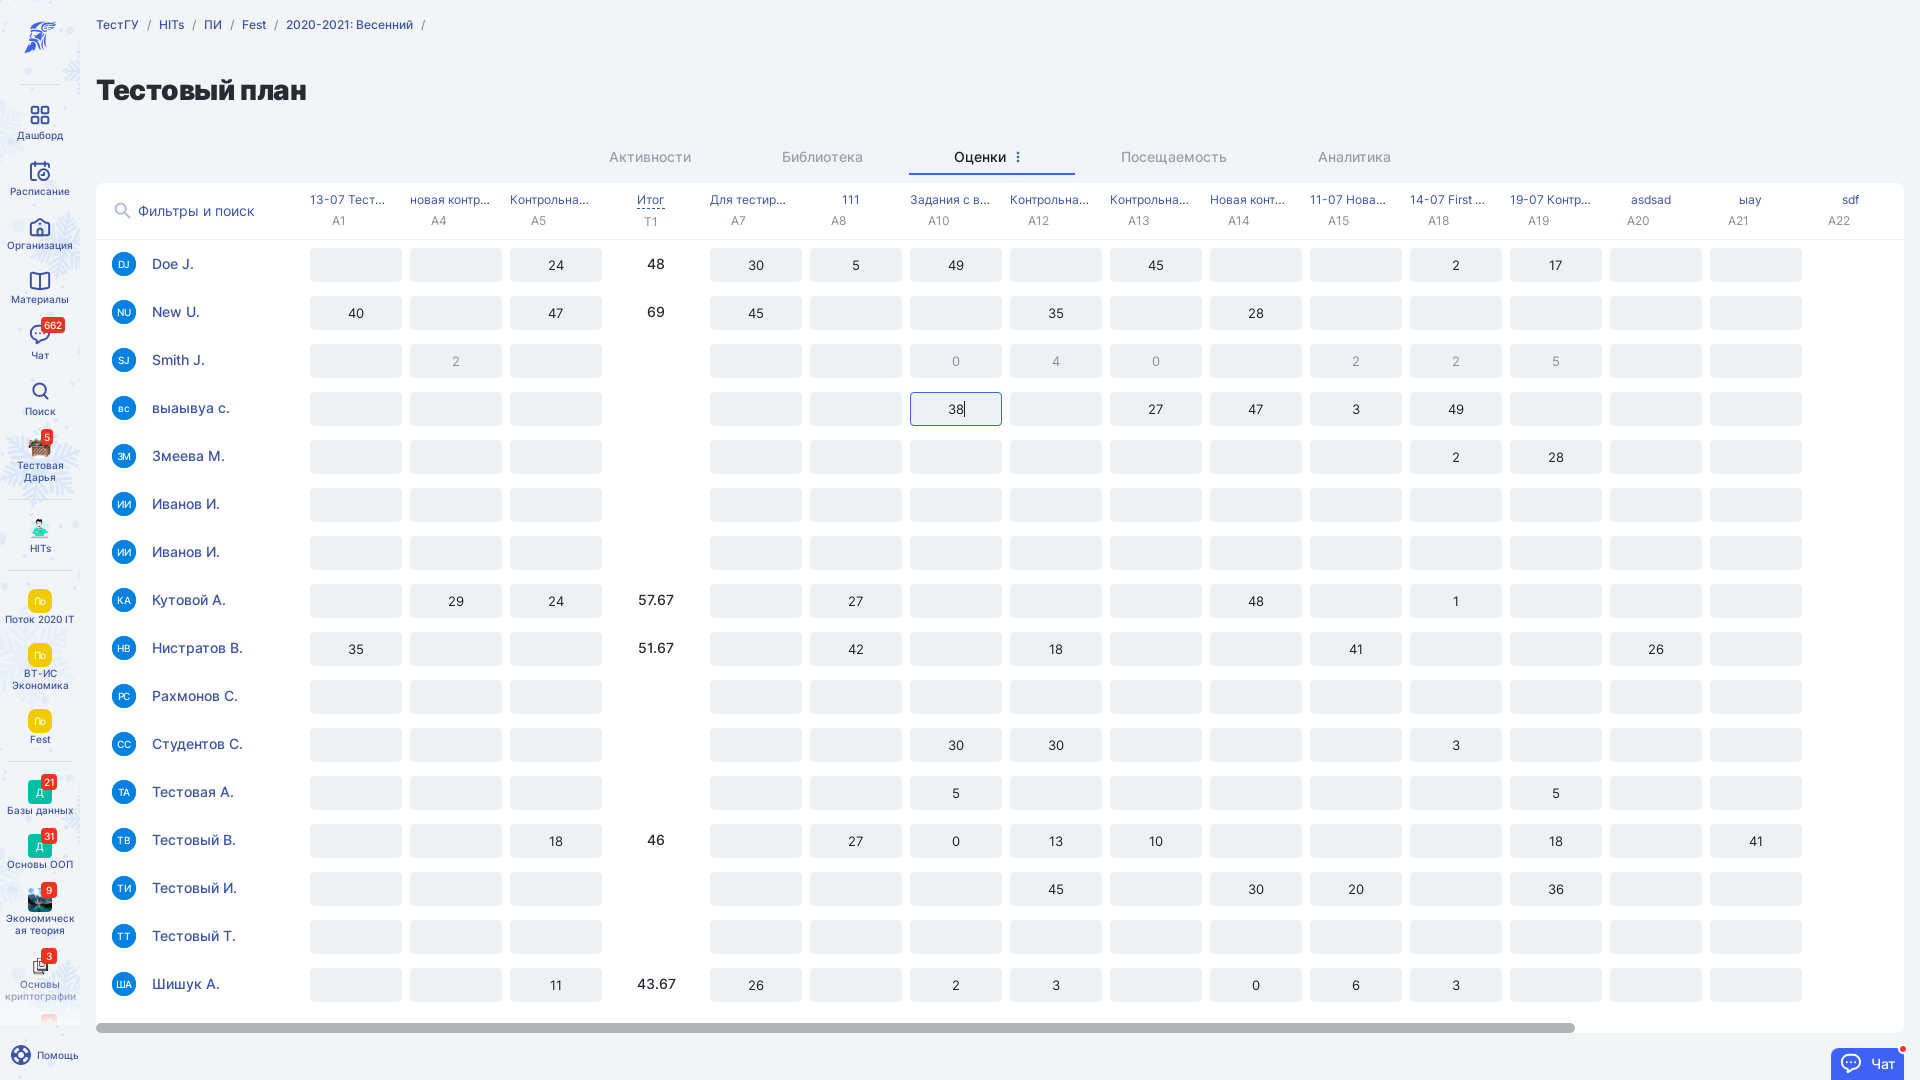 ТестГУ / HITs / ПИ / Fest / 2020-2021: Весенний /
Тестовый план
Дашборд
Расписание
Организация
Материалы
662
Чат
Поиск
5
Тестовая
Дарья
HITs
По
Поток 2020 IT
По
ВТ-ИС
Экономика
По
Fest
21
Д
Базы данных
31
Д
Основы ООП
9
Экономическ
ая теория
3
Основы
криптографии
Помощь
Активности Библиотека Оценки Посещаемость Аналитика
Фильтры и поиск
13-07 Тест... новая контр... Контрольна... Итог Для тестир... 111 Задания с в... Контрольна... Контрольна... Новая конт... 11-07 Нова... 14-07 First ... 19-07 Контр... asdsad ыау sdf
A1 A4 A5 T1 A7 A8 A10 A12 A13 A14 A15 A18 A19 A20 A21 A22
DJ Doe J. 24 48 30 5 49 45 2 17
NU New U. 40 47 69 45 35 28
SJ Smith J. 2 0 4 0 2 2 5
вс выаывуа с. 38 27 47 3 49
ЗМ Змеева М. 2 28
ИИ Иванов И.
ИИ Иванов И.
КА Кутовой А. 29 24 57.67 27 48 1
НВ Нистратов В. 35 51.67 42 18 41 26
РС Рахмонов С.
СС Студентов С. 30 30 3
ТА Тестовая А. 5 5
ТВ Тестовый В. 18 46 27 0 13 10 18 41
ТИ Тестовый И. 45 30 20 36
ТТ Тестовый Т.
ША Шишук А. 11 43.67 26 2 3 0 6 3
Чат